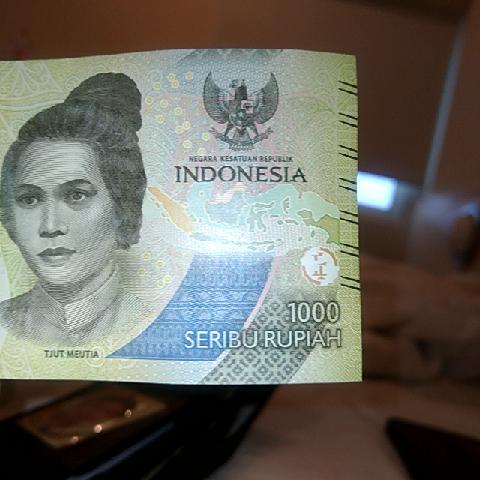 NEGARA KESATUAN REPUBLIK
INDONESIA
1000
SERIBU RUPIAH
TJUT MEUTIA